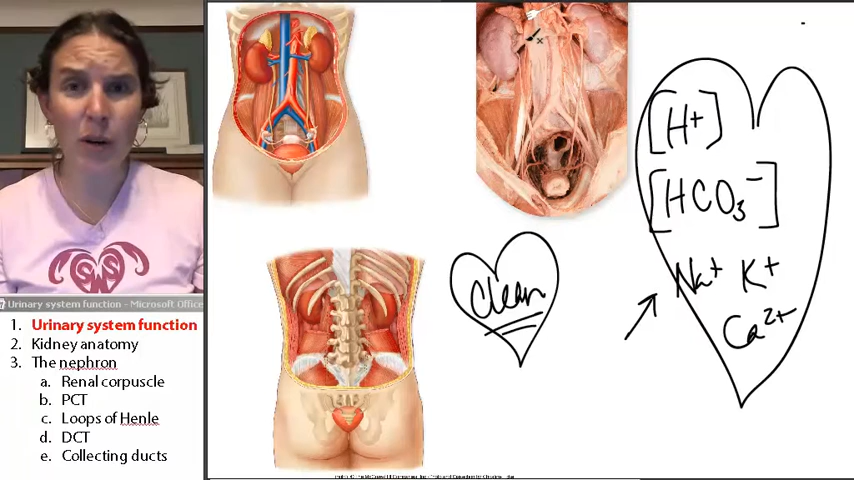 SWS
Urinary system function - Microsoft Office
1. Urinary system function
2. Kidney anatomy
3. The nephron
a. Renal corpuscle
b. PCT
c. Loops of Henle
d. DCT
e. Collecting ducts
clean
[H+]
[HCO3-]
Na+ K+
Ca2+